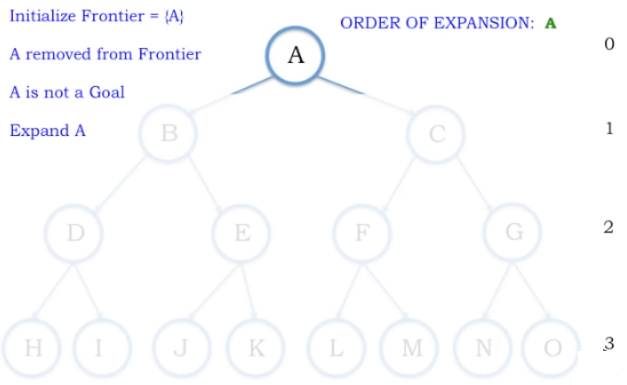 Initialize Frontier = {A}
ORDER OF EXPANSION: A
0
A removed from Frontier
A
A is not a Goal
Expand A
B
C
1
D
E
F
G
2
H
I
J
K
L
M
N
O
3